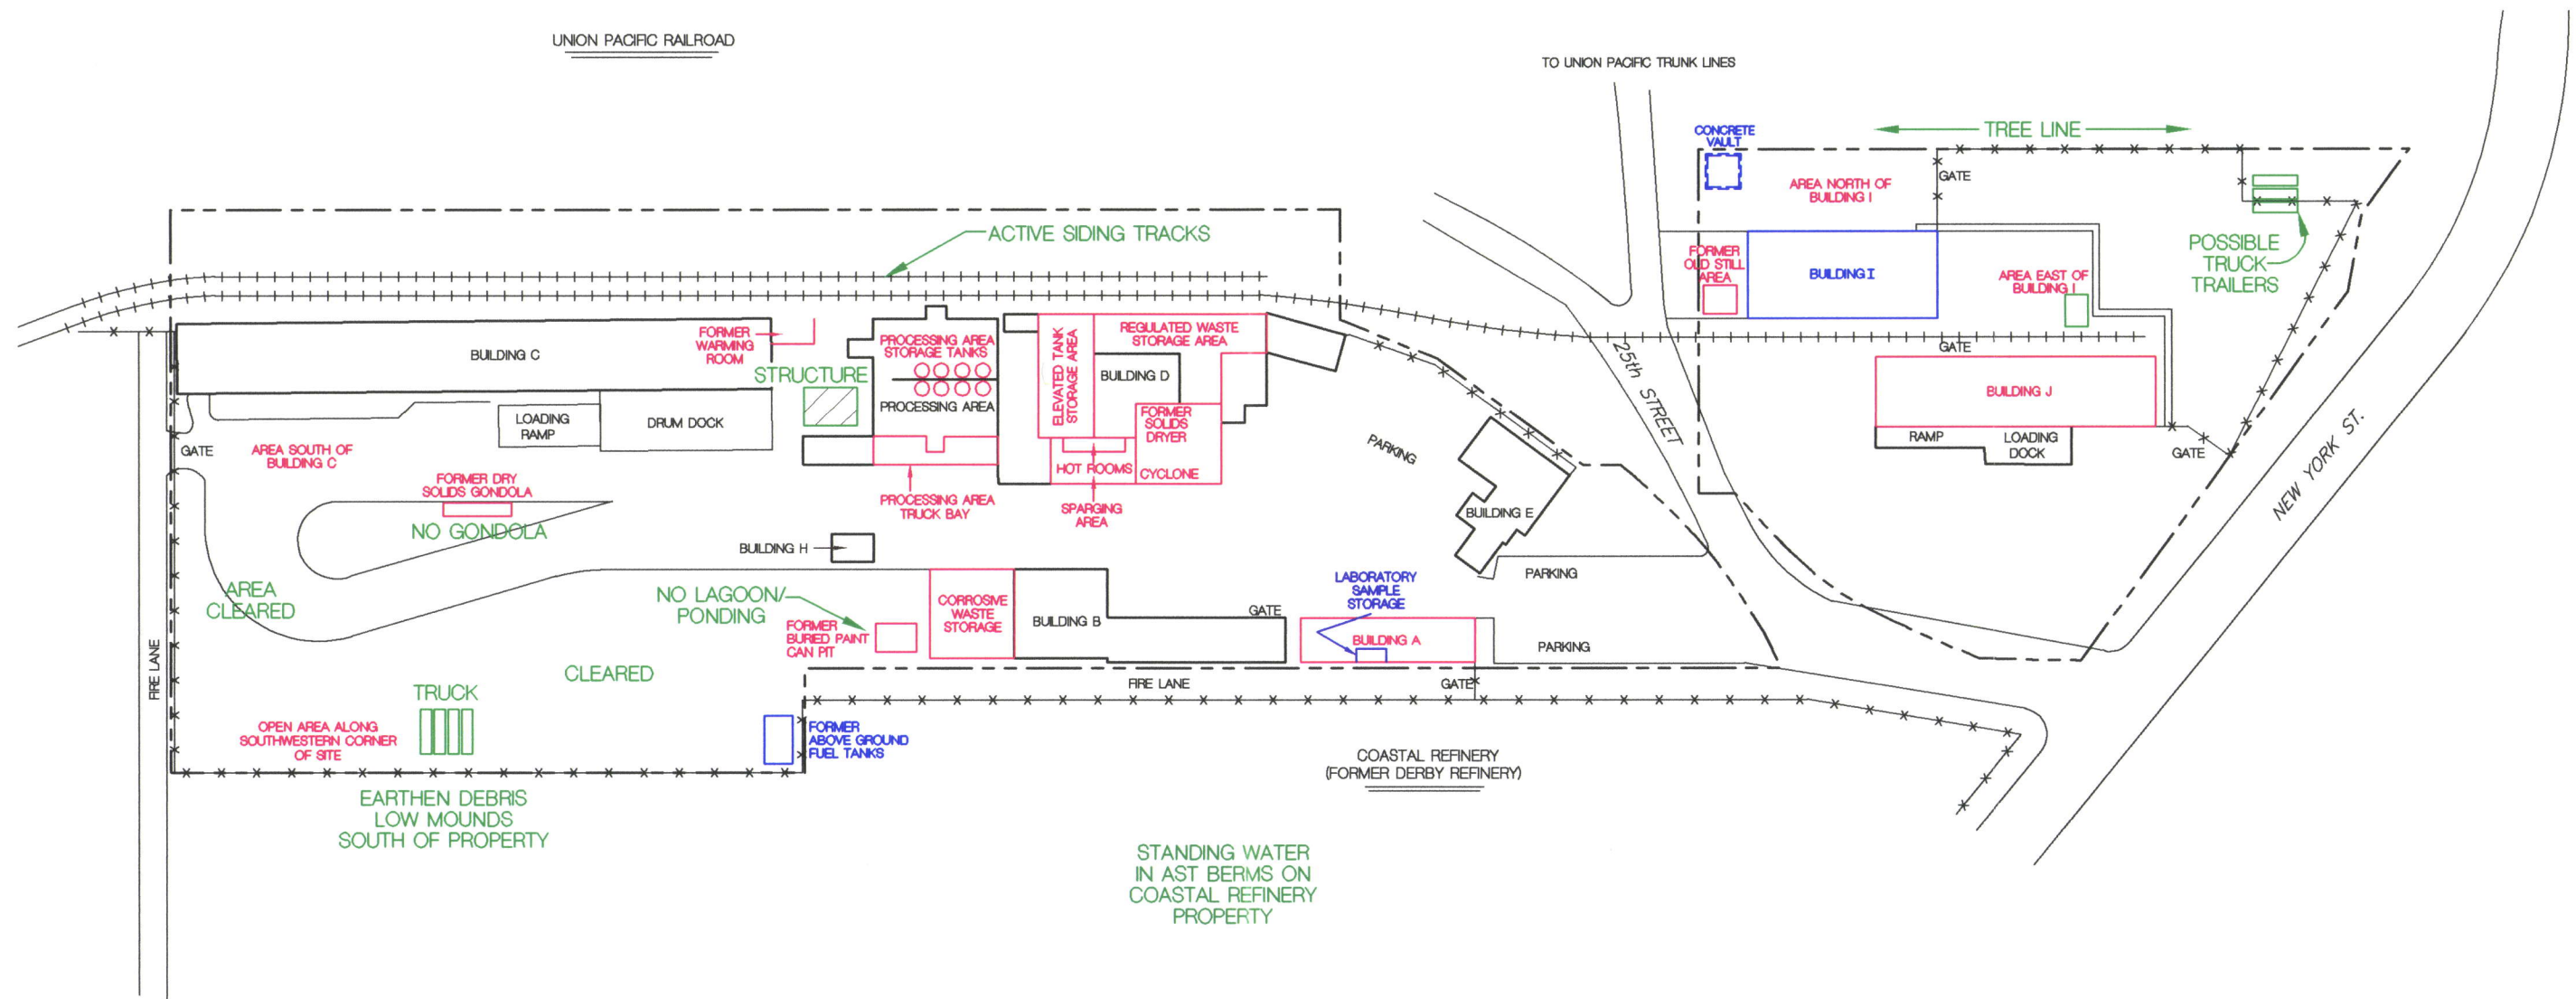 UNION PACIFIC RAILROAD
TO UNION PACIFIC TRUNK LINES
CONCRETE
VAULT
TREE LINE
AREA NORTH OF
BUILDING I
GATE
ACTIVE SIDING TRACKS
POSSIBLE
TRUCK
TRAILERS
FORMER
OLD STILL
AREA
BUILDING I
AREA EAST OF
BUILDING I
BUILDING C
FORMER
WARMING
ROOM
PROCESSING AREA
STORAGE TANKS
ELEVATED TANK
STORAGE AREA
REGULATED WASTE
STORAGE AREA
BUILDING D
STRUCTURE
PROCESSING AREA
FORMER
SOLIDS
DRYER
25th STREET
GATE
BUILDING J
LOADING
RAMP
DRUM DOCK
RAMP
LOADING
DOCK
GATE
NEW YORK ST.
GATE
AREA SOUTH OF
BUILDING C
PARKING
HOT ROOMS
CYCLONE
FORMER DRY
SOLIDS GONDOLA
NO GONDOLA
PROCESSING AREA
TRUCK BAY
SPARGING
AREA
BUILDING E
BUILDING H
PARKING
AREA
CLEARED
NO LAGOON/
PONDING
CORROSIVE
WASTE
STORAGE
LABORATORY
SAMPLE
STORAGE
FORMER
BURIED PAINT
CAN PIT
BUILDING B
GATE
BUILDING A
PARKING
FIRE LANE
CLEARED
FIRE LANE
GATE
TRUCK
OPEN AREA ALONG
SOUTHWESTERN CORNER
OF SITE
FORMER
ABOVE GROUND
FUEL TANKS
COASTAL REFINERY
(FORMER DERBY REFINERY)
EARTHEN DEBRIS
LOW MOUNDS
SOUTH OF PROPERTY
STANDING WATER
IN AST BERMS ON
COASTAL REFINERY
PROPERTY